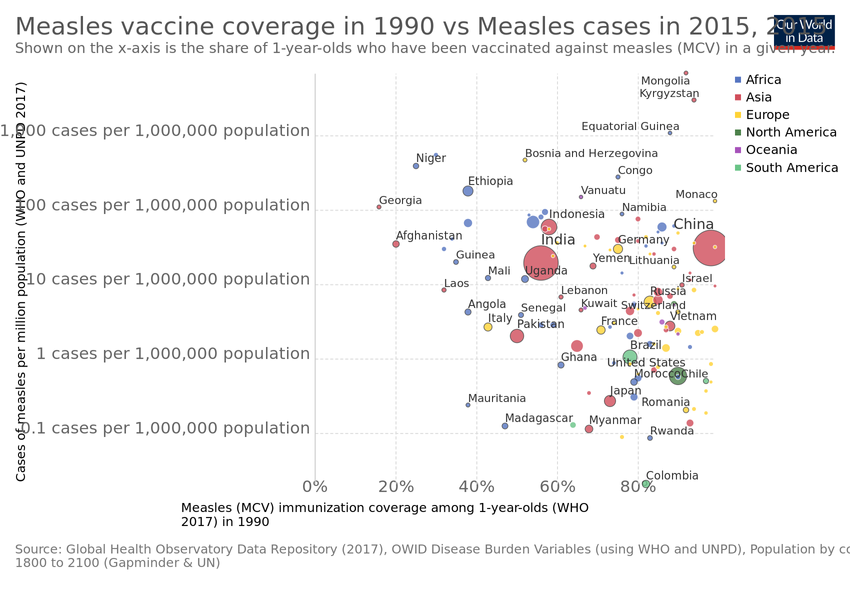 Measles vaccine coverage in 1990 vs Measles cases in 2015, 2015
Our World
in Data
Shown on the x-axis is the share of 1-year-olds who have been vaccinated against measles (MCV) in a given year.
Cases of measles per million population (WHO and UNPD 2017)
1,000 cases per 1,000,000 population
100 cases per 1,000,000 population
10 cases per 1,000,000 population
1 cases per 1,000,000 population
0.1 cases per 1,000,000 population
Mongolia
Kyrgyzstan
Equatorial Guinea
Bosnia and Herzegovina
Niger
Congo
Ethiopia
Vanuatu
Monaco
Georgia
Namibia
Indonesia
China
Afghanistan
India
Germany
Guinea
Yemen
Lithuania
Mali
Uganda
Israel
Laos
Lebanon
Russia
Angola
Senegal
Kuwait
Switzerland
Italy
Pakistan
France
Vietnam
Brazil
Ghana
United States
Morocco
Chile
Japan
Mauritania
Romania
Madagascar
Myanmar
Rwanda
Colombia
0%
20%
40%
60%
80%
Measles (MCV) immunization coverage among 1-year-olds (WHO
2017) in 1990
Africa
Asia
Europe
North America
Oceania
South America
Source: Global Health Observatory Data Repository (2017), OWID Disease Burden Variables (using WHO and UNPD), Population by co
1800 to 2100 (Gapminder & UN)